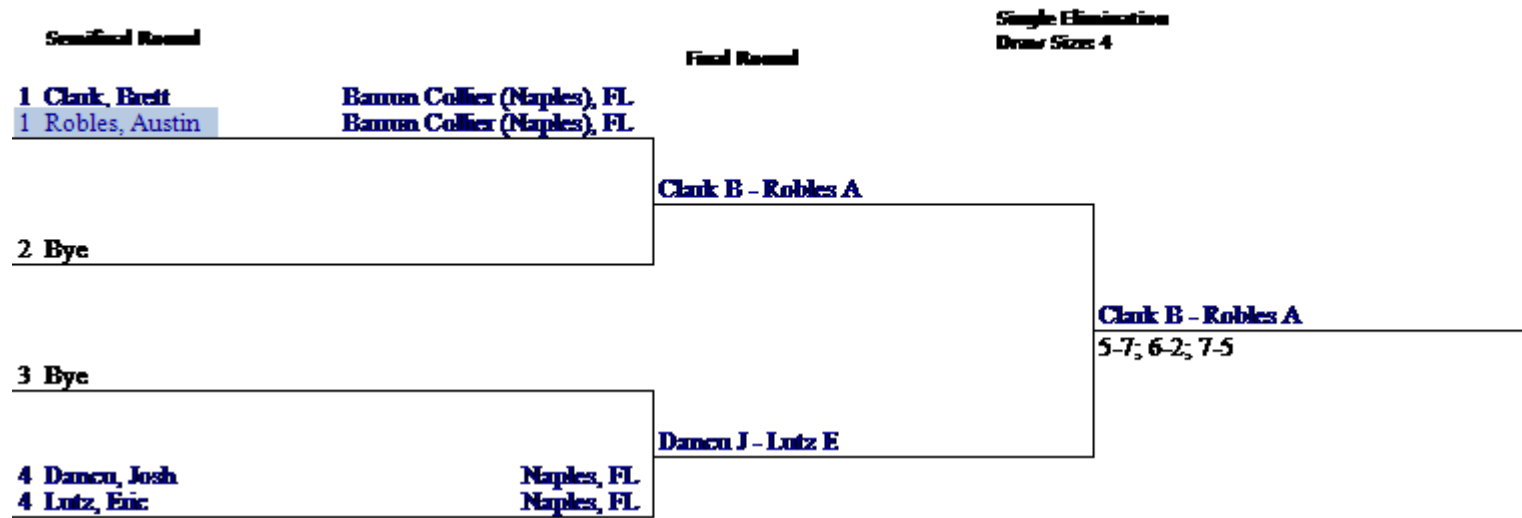 Single Elimination
Semifinal Round
Draw Size: 4
Final Round
1 Clark, Brett Barron Collier (Naples), FL
1 Robles, Austin Barron Collier (Naples), FL
Clark B - Robles A
2 Bye
Clark B - Robles A
5-7; 6-2; 7-5
3 Bye
Dancu J - Lutz E
4 Dancu, Josh Naples, FL
4 Lutz, Eric Naples, FL